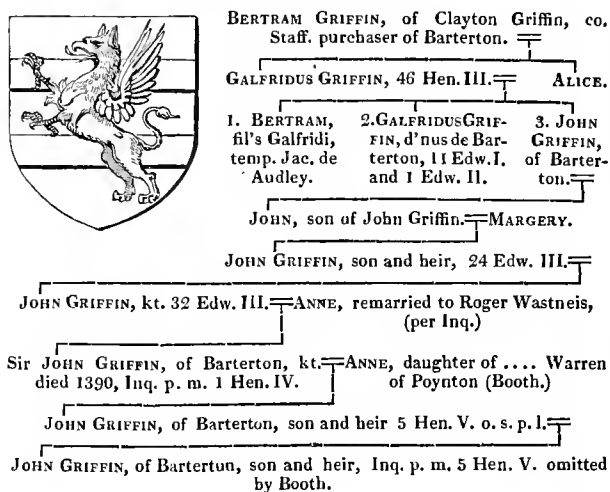 BERTRAM GRIFFIN, of Clayton Griffin, co.
Staff. purchaser of Barterton.
GALFRIDUS GRIFFIN, 46 Hen. III. ALICE.
1. BERTRAM,
fil's Galfridi,
temp. Jac. de
Audley.
2. GALFRIDUS GRIF-
FIN, d'nus de Bar-
terton, 11 Edw. I.
and 1 Edw. II.
3. JOHN
GRIFFIN,
of Barter-
ton.
JOHN, son of John Griffin. MARGERY.
JOHN GRIFFIN, son and heir, 24 Edw. III.
JOHN GRIFFIN, kt. 32 Edw. III. ANNE, remarried to Roger Wastneis,
(per Inq.)
Sir JOHN GRIFFIN, of Barterton, kt. ANNE, daughter of .... Warren
died 1390, Inq. p. m. 1 Hen. IV. of Poynton (Booth.)
JOHN GRIFFIN, of Barterton, son and heir 5 Hen. V. o. s. p. l.
JOHN GRIFFIN, of Barterton, son and heir, Inq. p. m. 5 Hen. V. omitted
by Booth.